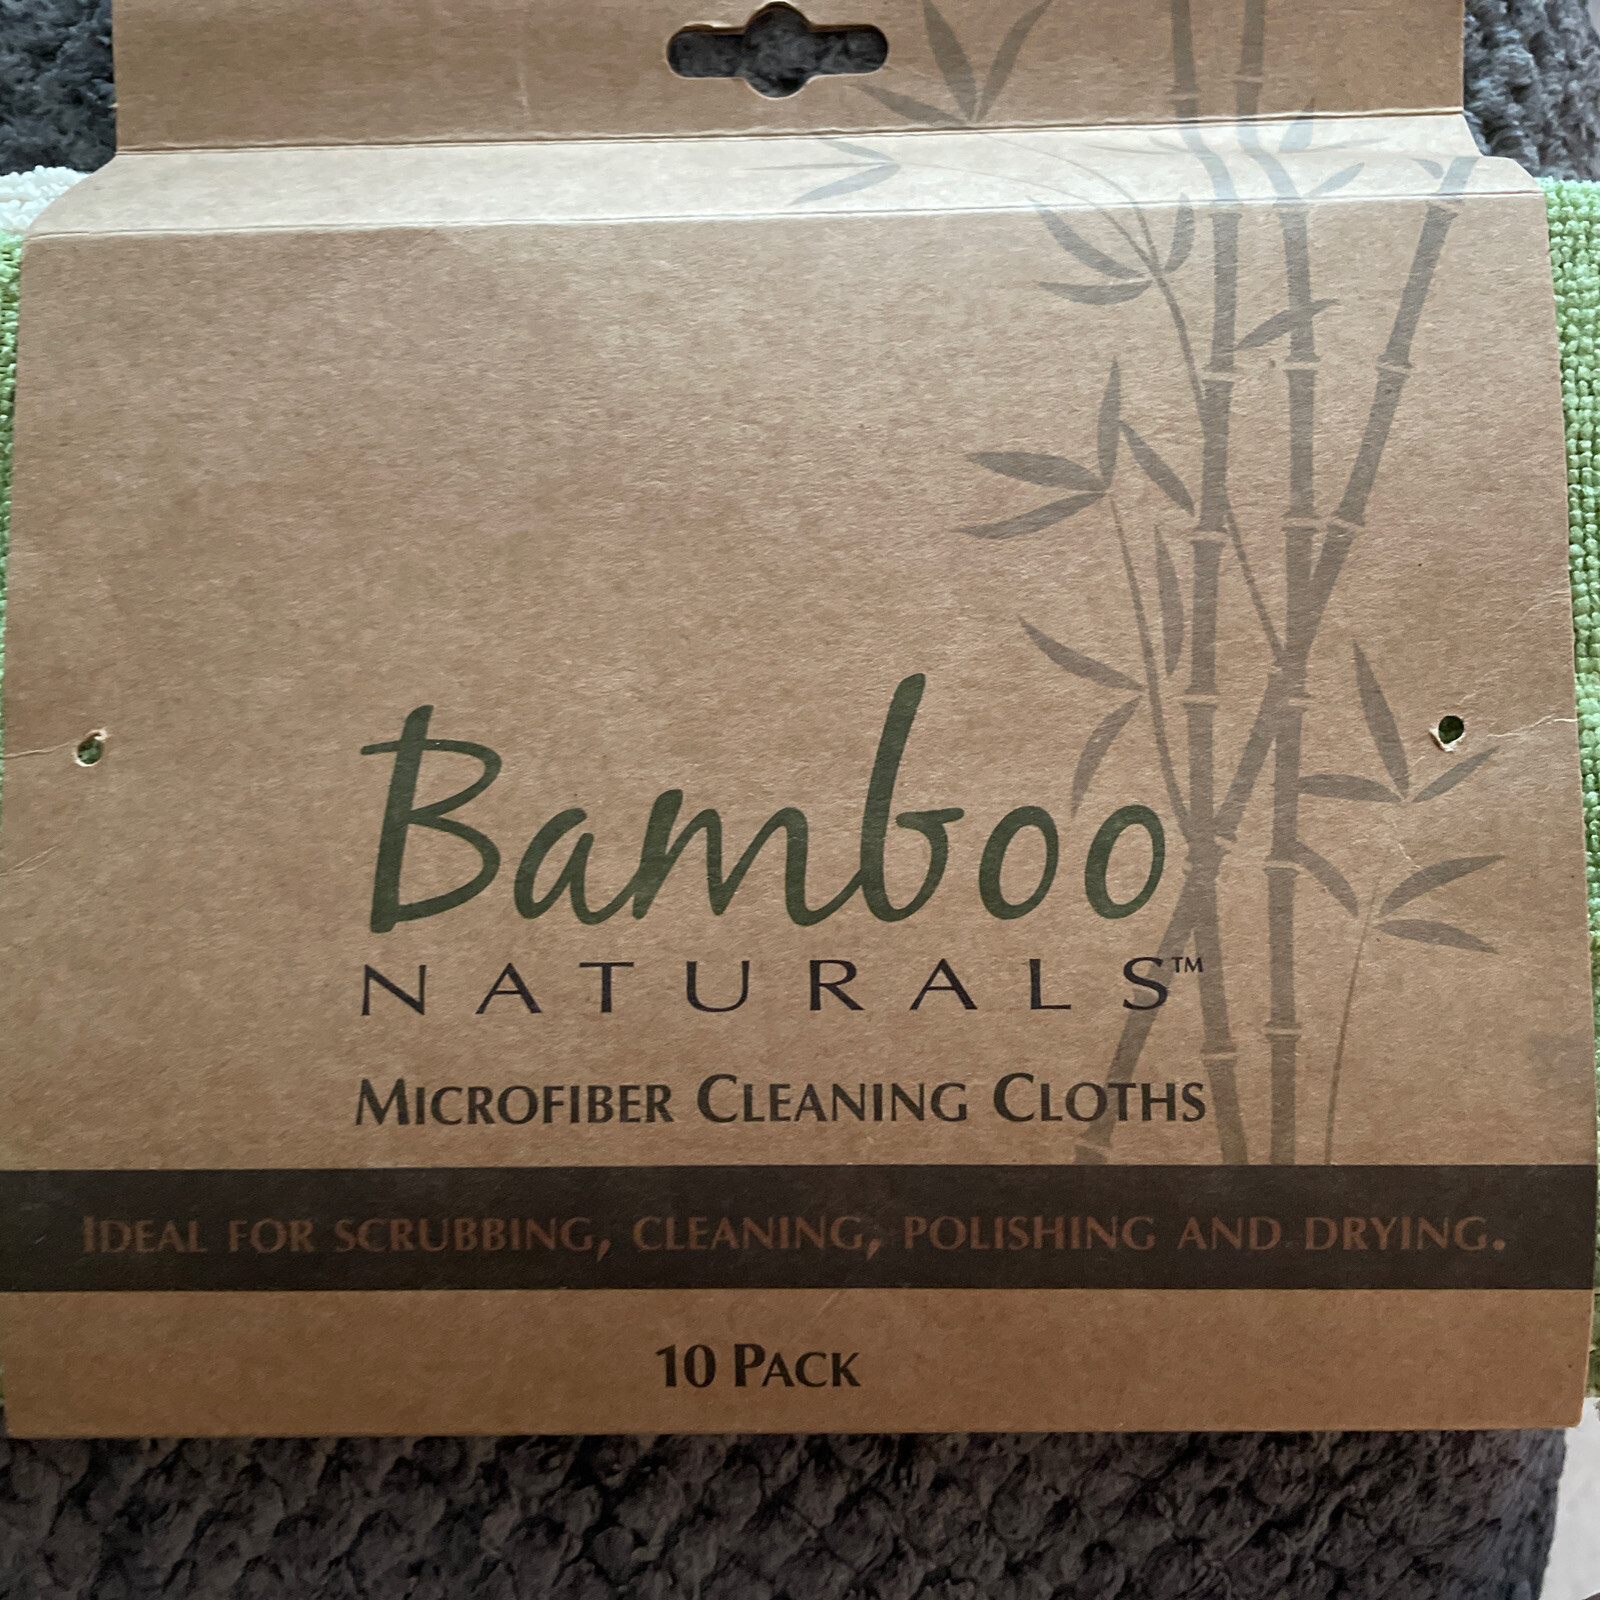 Bamboo
NATURALS™
MICROFIBER CLEANING CLOTHS
IDEAL FOR SCRUBBING, CLEANING, POLISHING AND DRYING.
10 PACK